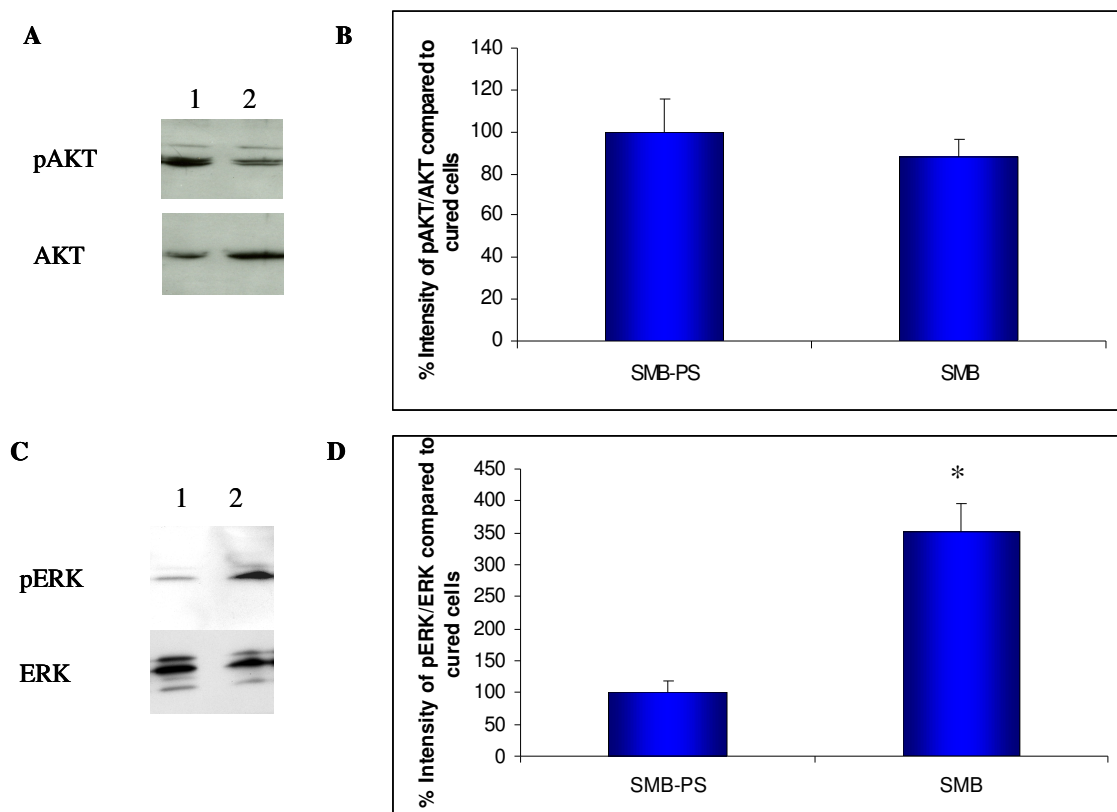 A
1 2
pAKT
AKT
B
% Intensity of pAKT/AKT compared to
cured cells
140
120
100
80
60
40
20
0
SMB-PS SMB
C
1 2
pERK
ERK
D
% Intensity of pERK/ERK compared to
cured cells
450
400
350
300
250
200
150
100
50
0
*
SMB-PS SMB